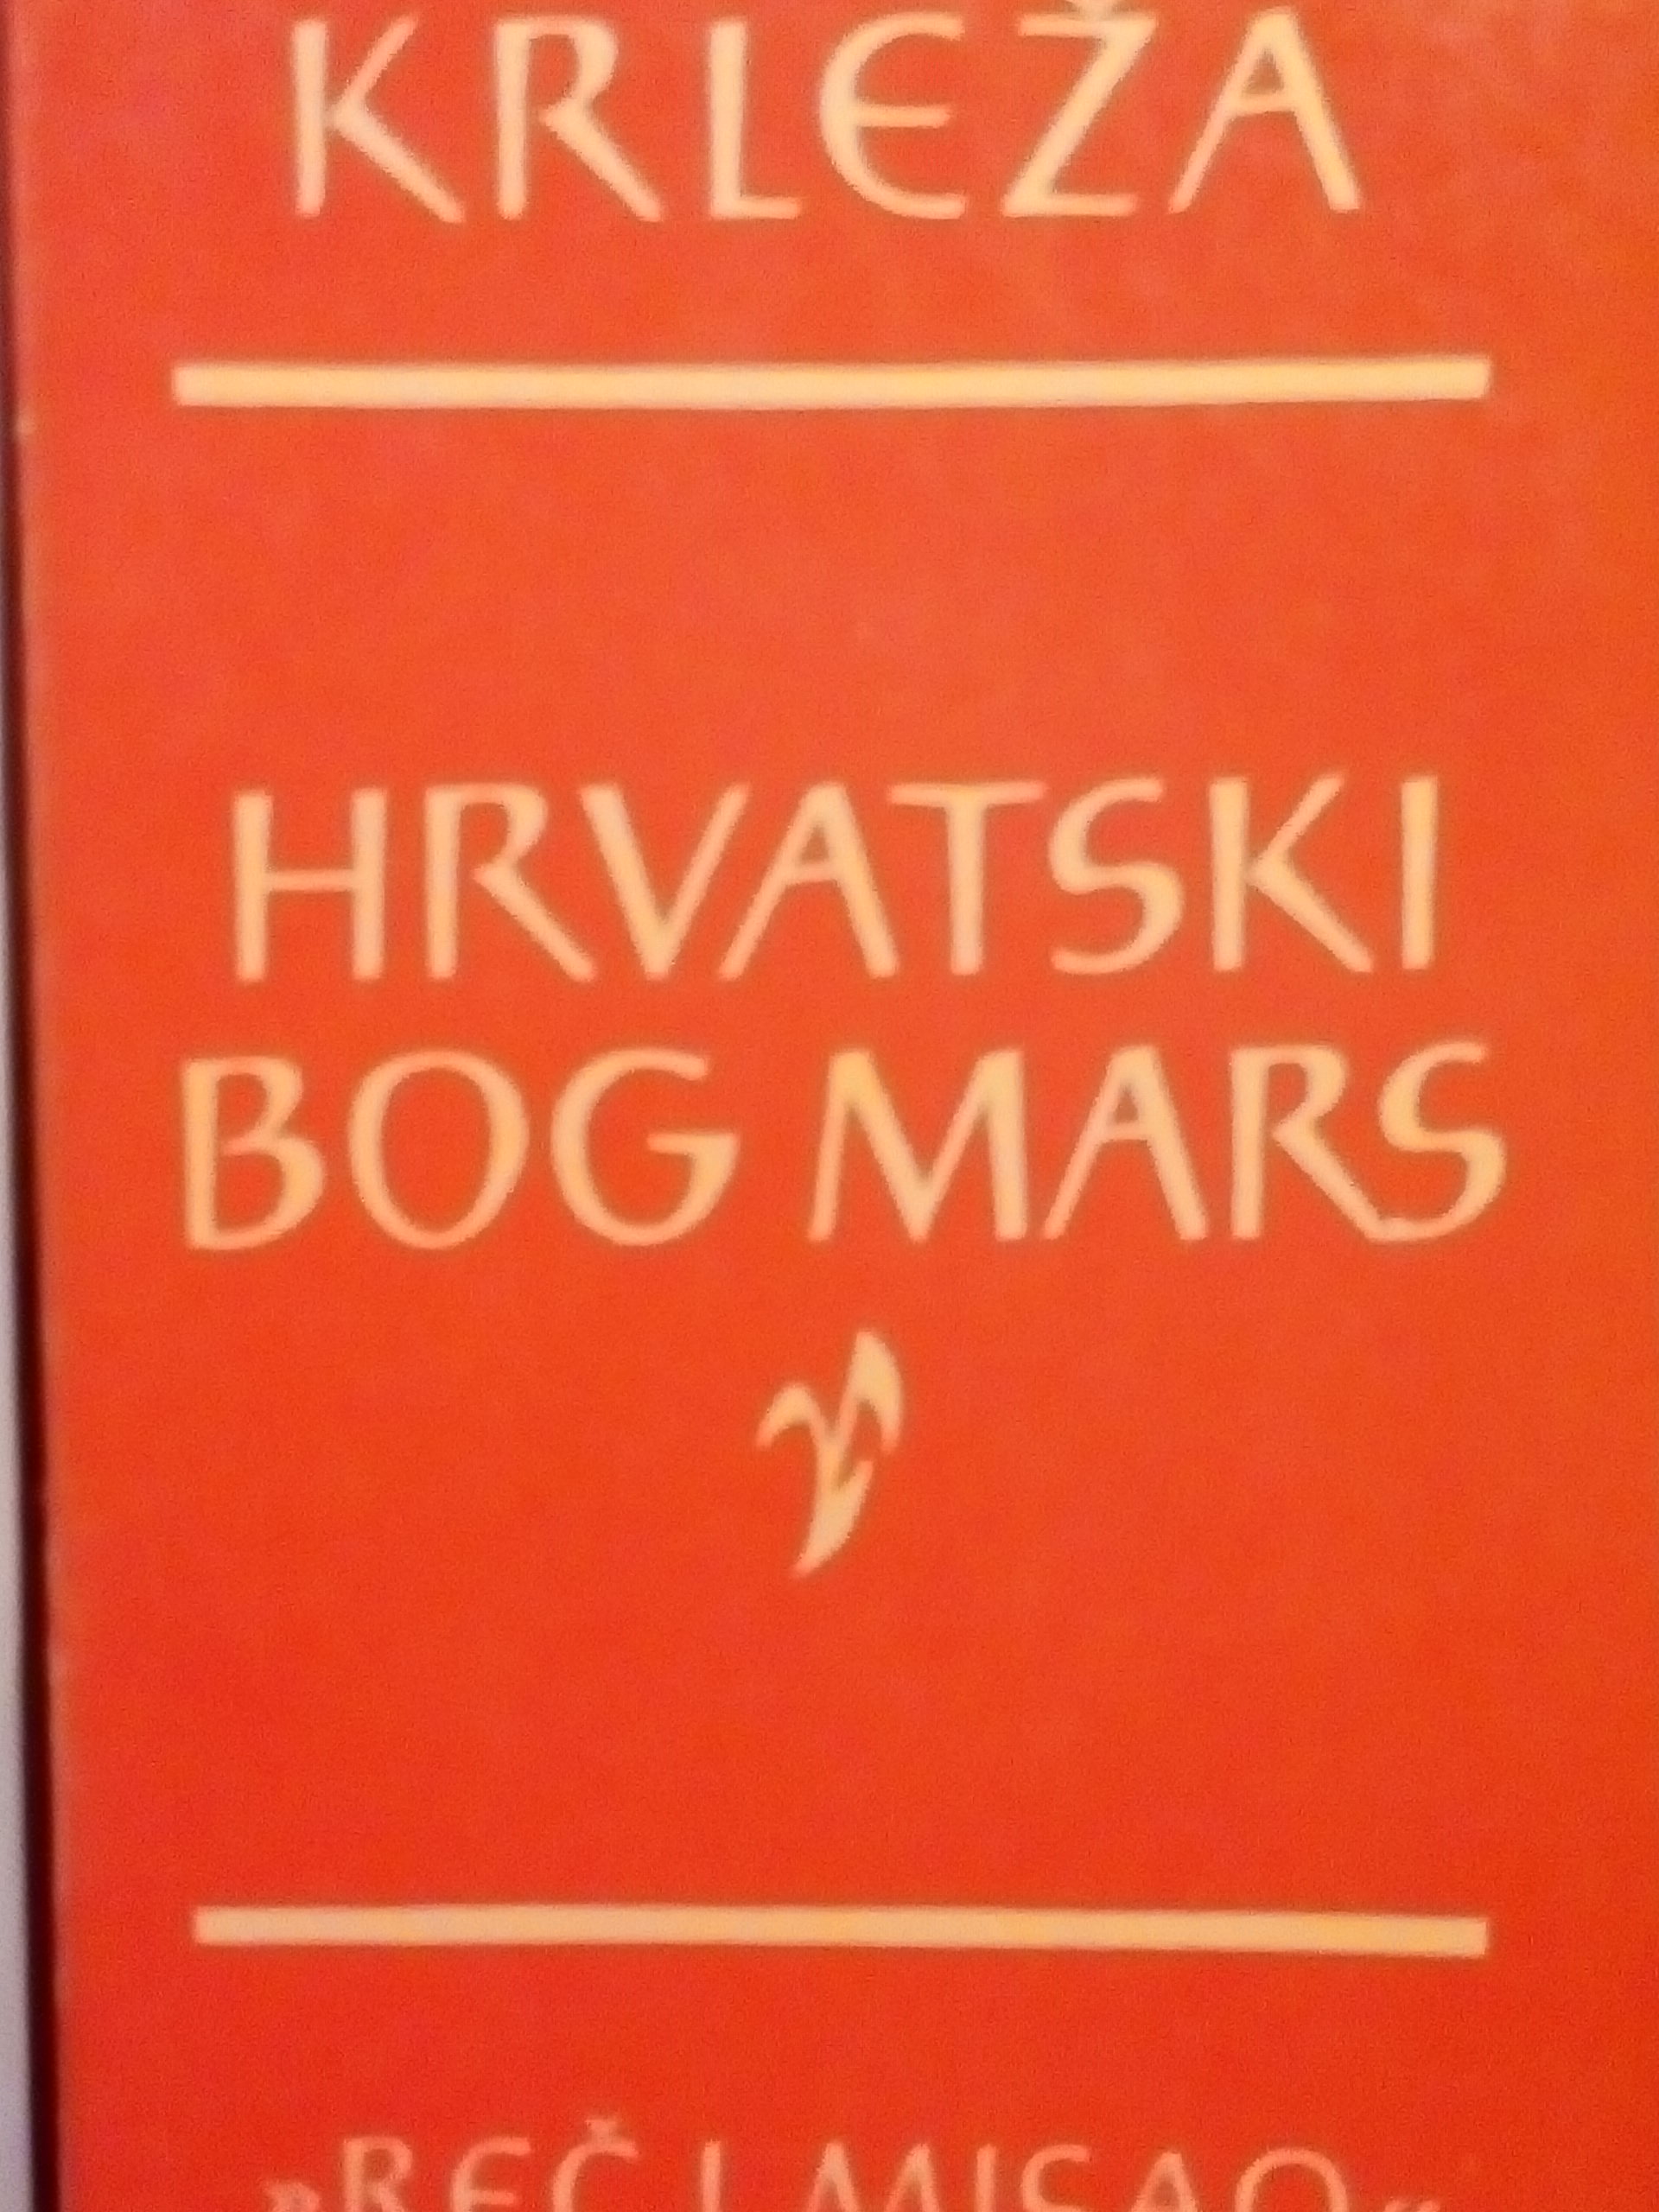 KRLEŽA
HRVATSKI
BOG MARS
»REČ I MISAO«